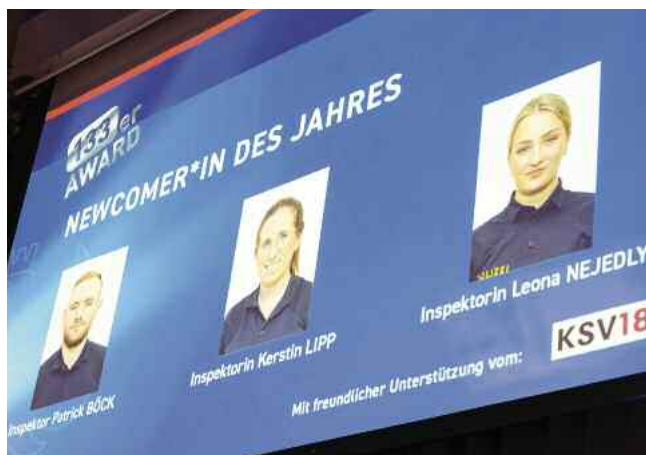 133er
AWARD
NEWCOMER*IN DES JAHRES
POLIZEI
Inspektor Patrick BÖCK
Inspektorin Kerstin LIPP
Inspektorin Leona NEJEDLY
Mit freundlicher Unterstützung vom:
KSV18